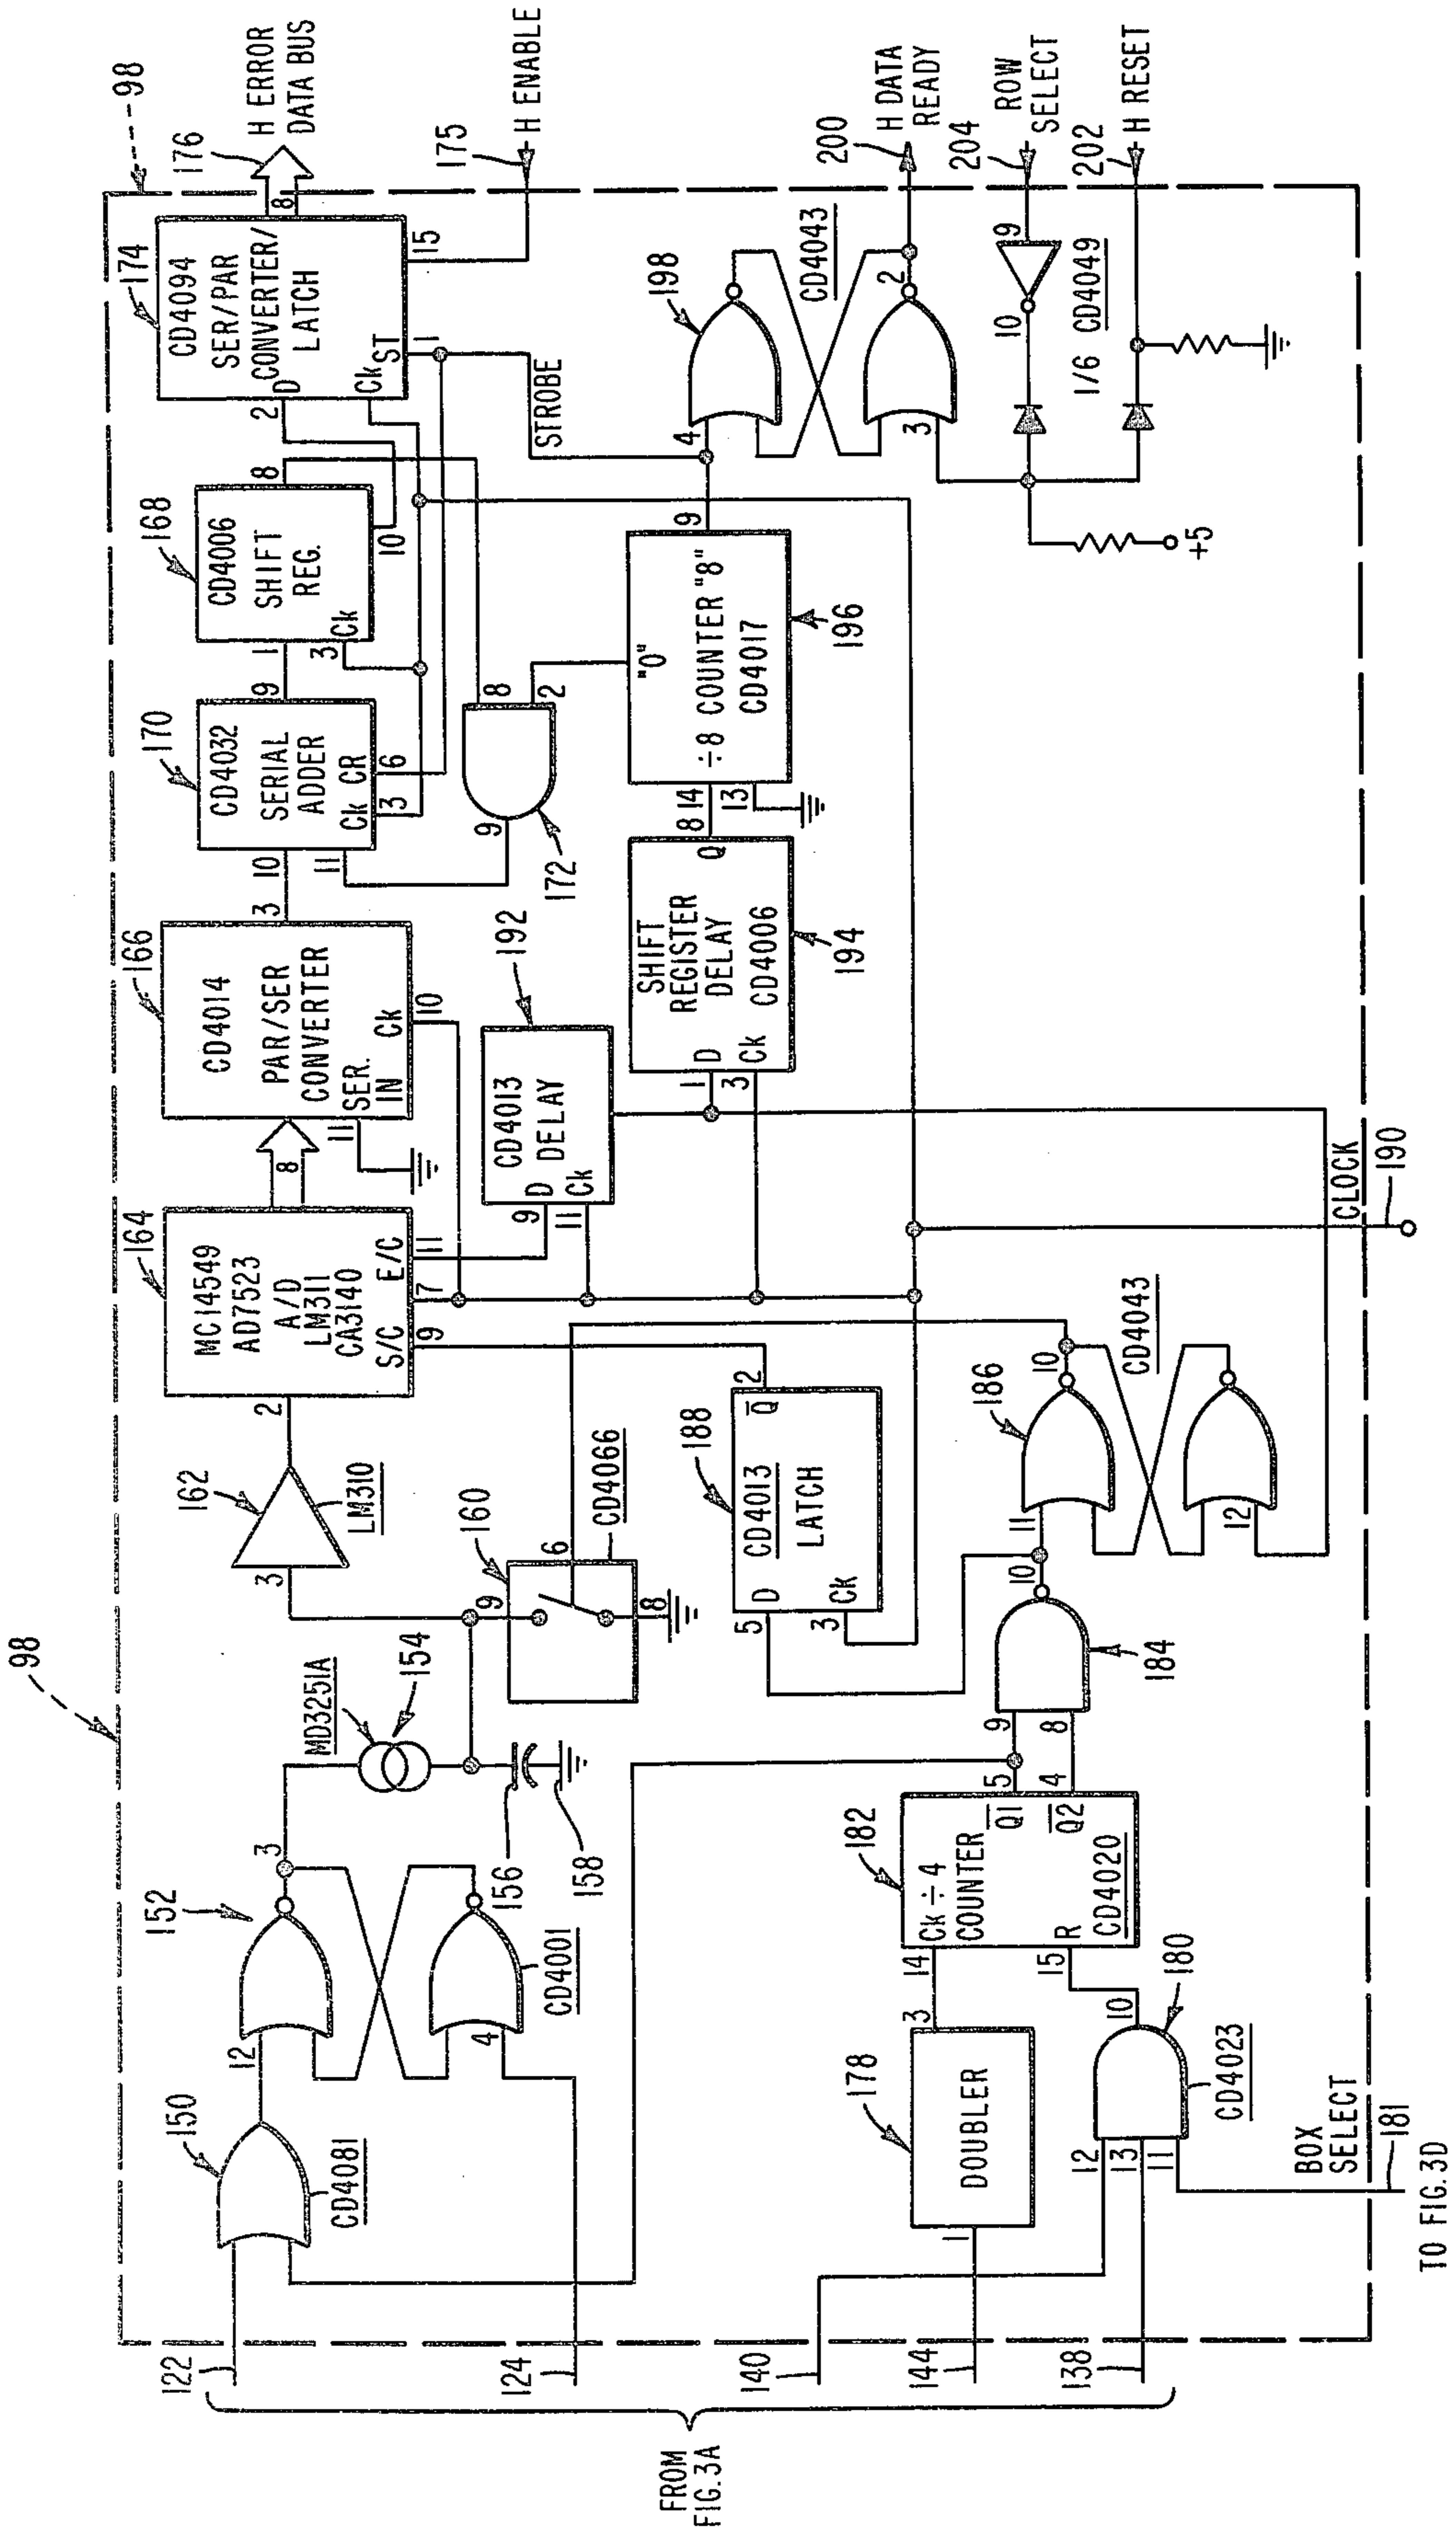 98
98
176
H ERROR
DATA BUS
8
174
CD4094
SER/PAR
CONVERTER/
LATCH
D
Ck
ST
2
1
15
175
H ENABLE
168
CD4006
SHIFT
REG.
Ck
8
10
1
3
170
CD4032
SERIAL
ADDER
Ck CR
9
3
6
10
11
166
CD4014
PAR/SER
CONVERTER
SER.
IN
Ck
3
10
11
8
164
MC14549
AD7523
A/D
LM311
CA3140
S/C
E/C
2
9
7
11
162
LM310
3
160
CD4066
9
6
8
MD3251A
154
156
158
152
3
12
4
CD4001
150
CD4081
122
124
140
144
138
FROM
FIG. 3A
172
8
2
9
192
CD4013
DELAY
D
Ck
9
11
STROBE
÷8 COUNTER "8"
CD4017
"0"
9
14
13
196
SHIFT
REGISTER
DELAY
CD4006
D
Ck
Q
8
1
3
194
198
4
3
2
CD4043
200
H DATA
READY
204
ROW
SELECT
202
H RESET
9
10
1/6 CD4049
+5
188
CD4013
LATCH
D
Ck
Q
2
5
3
186
CD4043
10
11
12
CLOCK
190
184
10
9
8
182
Ck ÷ 4
COUNTER
Q1
Q2
R
CD4020
5
4
14
15
178
DOUBLER
3
1
180
CD4023
10
12
13
11
BOX
SELECT
181
TO FIG. 3D